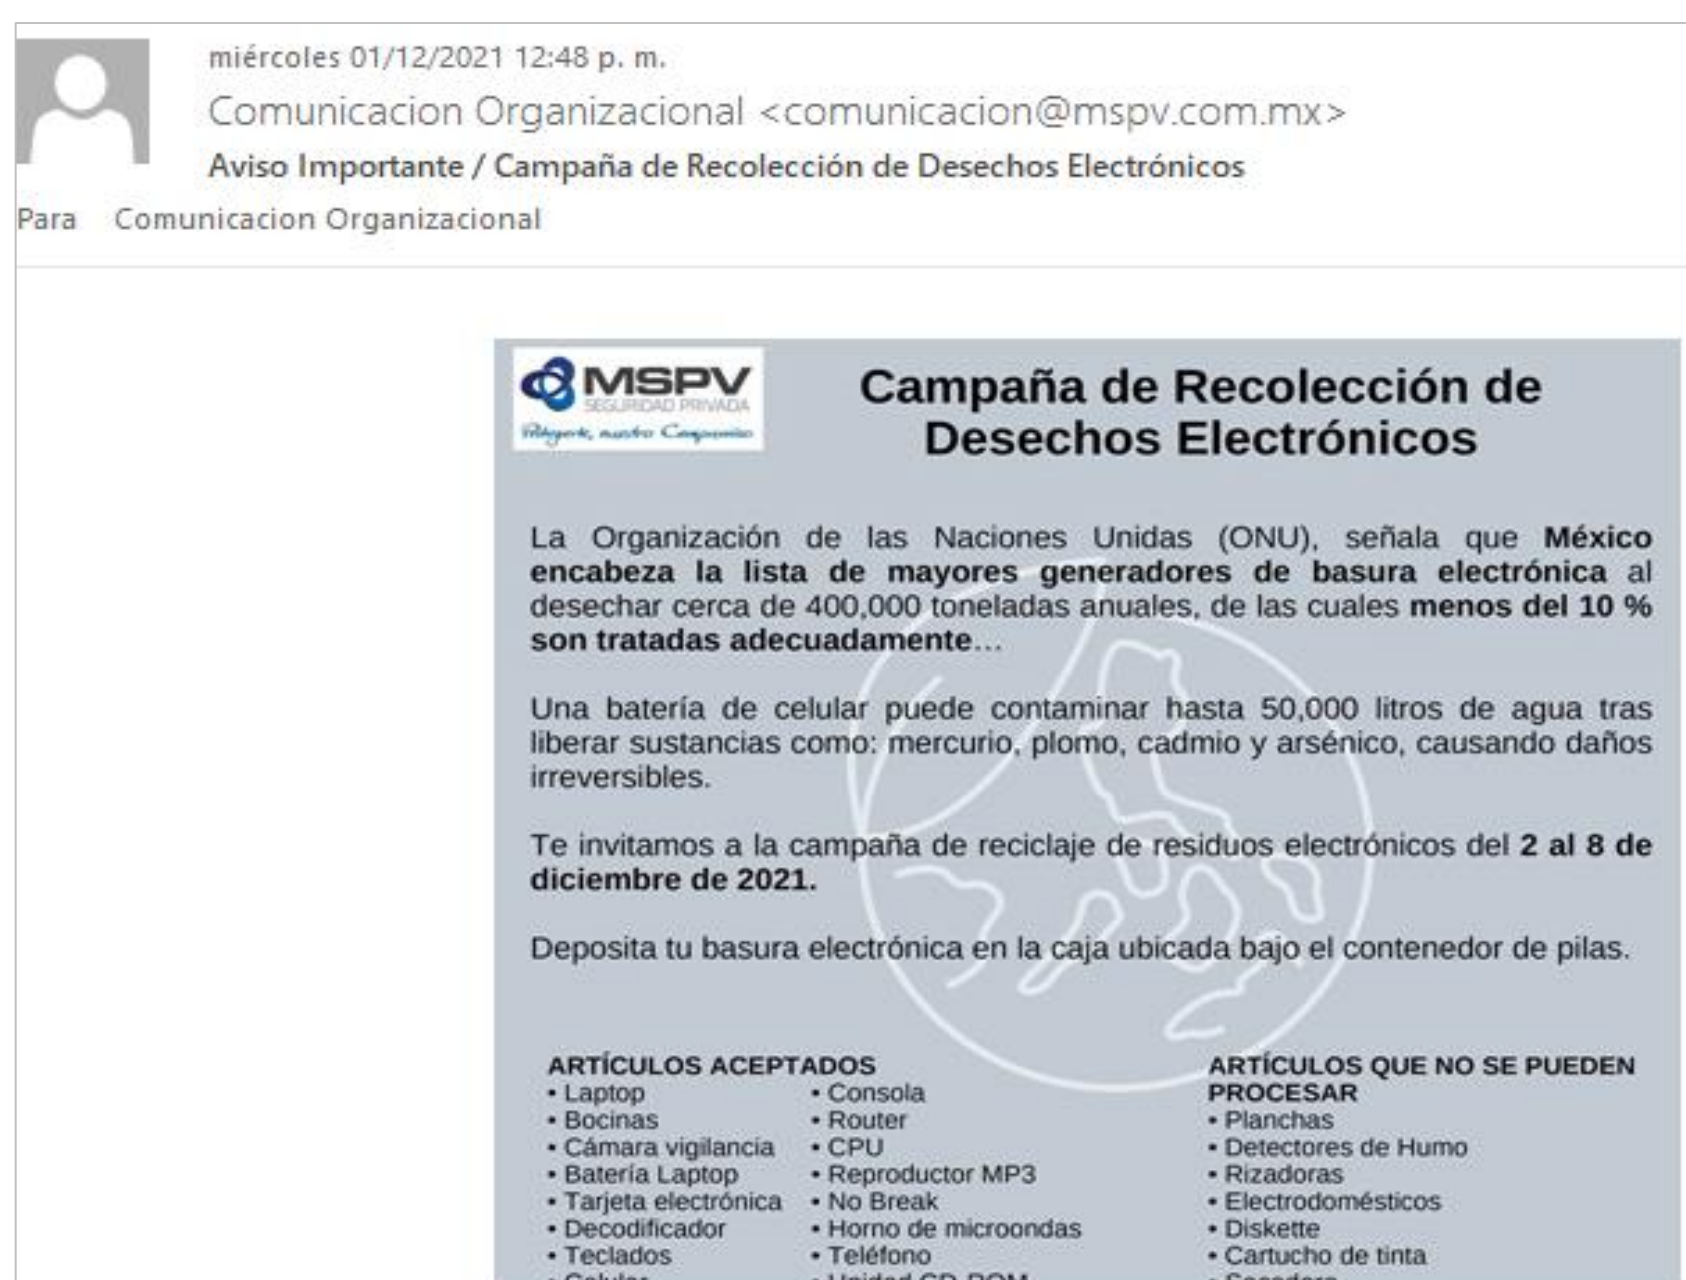 miércoles 01/12/2021 12:48 p. m.
Comunicacion Organizacional <comunicacion@mspv.com.mx>
Aviso Importante / Campaña de Recolección de Desechos Electrónicos
Para Comunicacion Organizacional
MSPV
SEGURIDAD PRIVADA
Protegerte, nuestro Compromiso
Campaña de Recolección de
Desechos Electrónicos
La Organización de las Naciones Unidas (ONU), señala que México
encabeza la lista de mayores generadores de basura electrónica al
desechar cerca de 400,000 toneladas anuales, de las cuales menos del 10 %
son tratadas adecuadamente…
Una batería de celular puede contaminar hasta 50,000 litros de agua tras
liberar sustancias como: mercurio, plomo, cadmio y arsénico, causando daños
irreversibles.
Te invitamos a la campaña de reciclaje de residuos electrónicos del 2 al 8 de
diciembre de 2021.
Deposita tu basura electrónica en la caja ubicada bajo el contenedor de pilas.
ARTÍCULOS ACEPTADOS
• Laptop
• Bocinas
• Cámara vigilancia
• Batería Laptop
• Tarjeta electrónica
• Decodificador
• Teclados
• Celular
• Consola
• Router
• CPU
• Reproductor MP3
• No Break
• Horno de microondas
• Teléfono
• Unidad CD-ROM
ARTÍCULOS QUE NO SE PUEDEN
PROCESAR
• Planchas
• Detectores de Humo
• Rizadoras
• Electrodomésticos
• Diskette
• Cartucho de tinta